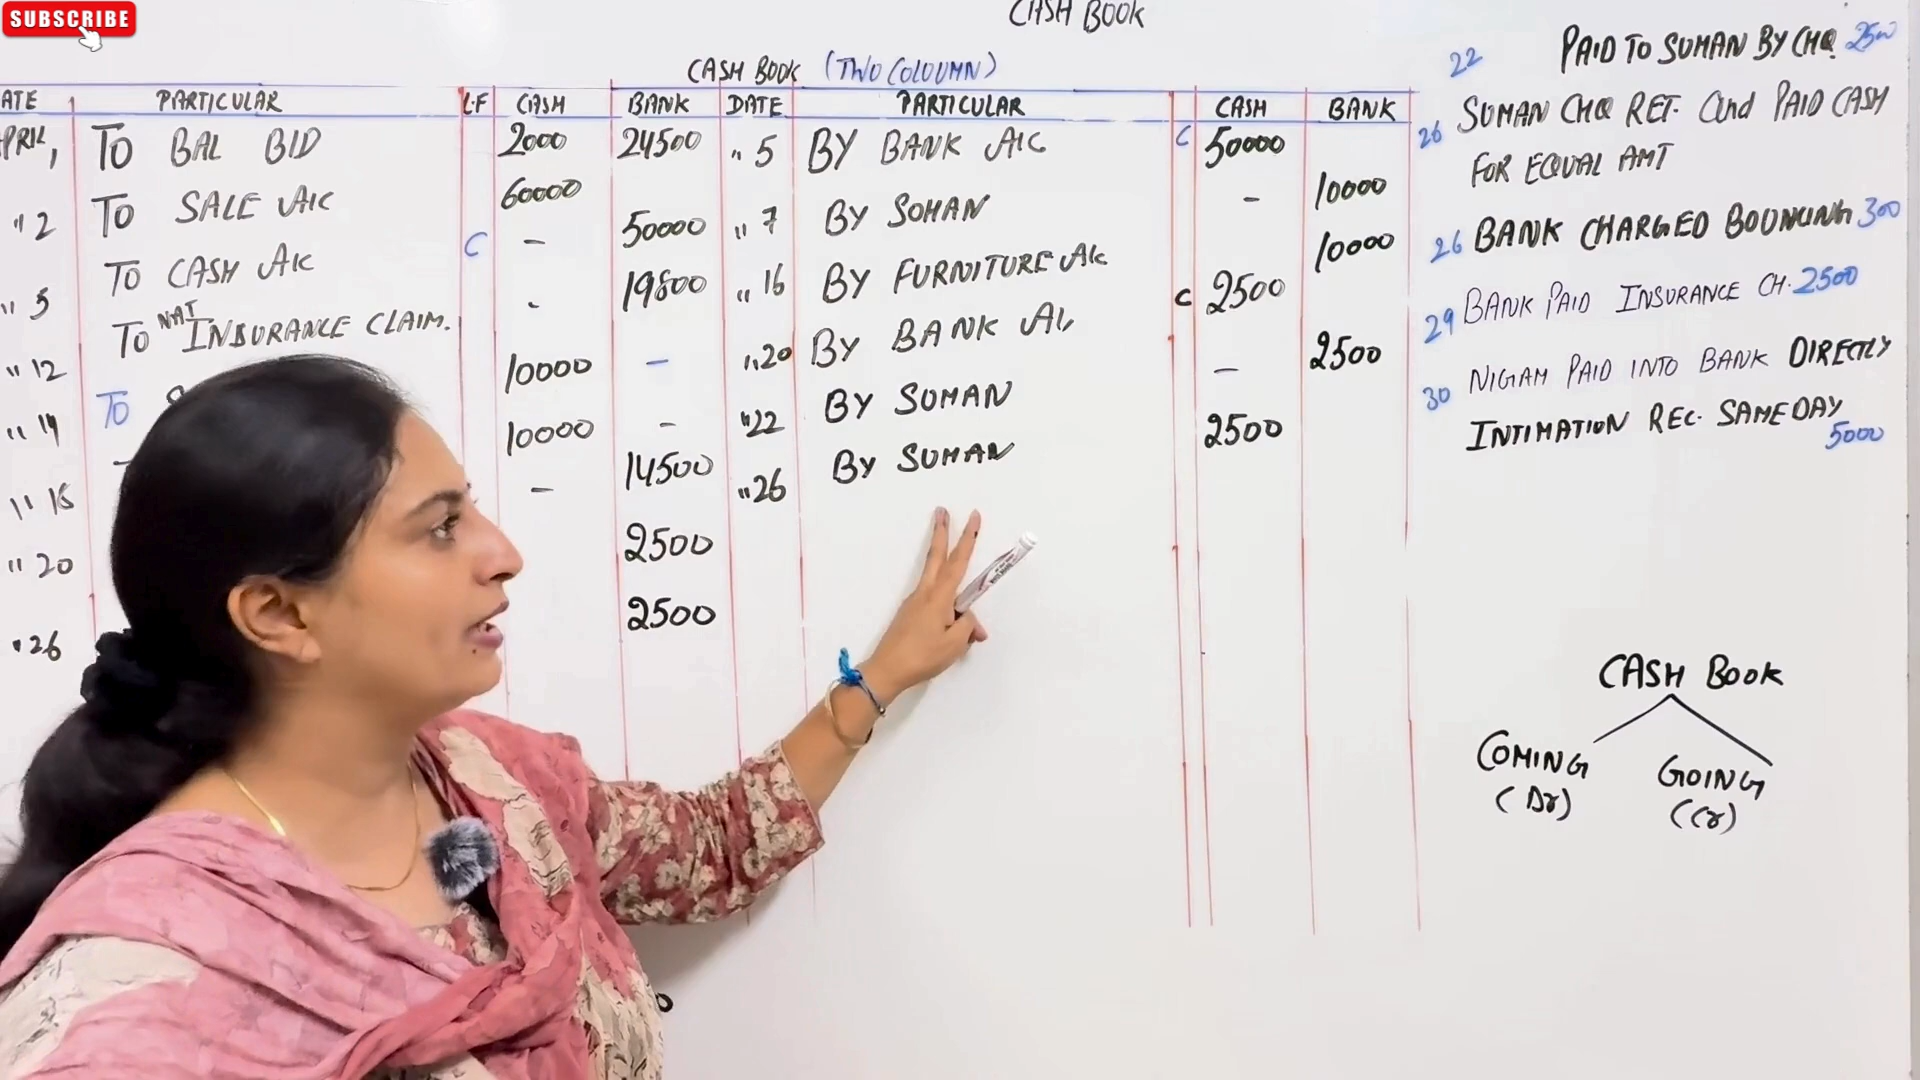 SUBSCRIBE
CASH BOOK
CASH BOOK (TWO COLOUMN)
ATE PARTICULAR L.F CASH BANK DATE PARTICULAR CASH BANK
APRIL, TO BAL B|D 2000 24500 " 5 BY BANK A/C C 50000
" 2 TO SALE A/C 60000 " 7 BY SOHAN - 10000
" 5 TO CASH A/C C - 50000 " 16 BY FURNITURE A/C 10000
" 12 TO NAT INSURANCE CLAIM. - 19800 " 20 BY BANK A/C C 2500
" 14 TO 10000 - " 22 BY SUMAN - 2500
" 16 10000 - " 26 BY SUMAN 2500
- 14500
" 20 2500
" 26 2500
22 PAID TO SUMAN BY CHQ 2500
26 SUMAN CHQ RET. And PAID CASH
FOR EQUAL AMT
26 BANK CHARGED BOUNCING 300
29 BANK PAID INSURANCE CH. 2500
30 NIGAM PAID INTO BANK DIRECTLY
INTIMATION REC. SAME DAY
5000
CASH BOOK
COMING GOING
(Dr) (Cr)